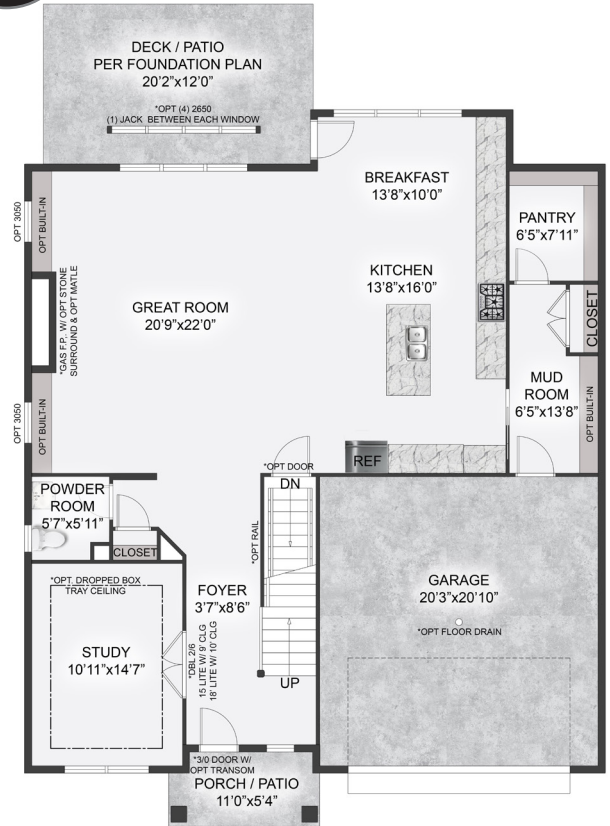 DECK / PATIO
PER FOUNDATION PLAN
20'2"x12'0"
*OPT (4) 2650
(1) JACK BETWEEN EACH WINDOW
BREAKFAST
13'8"x10'0"
PANTRY
6'5"x7'11"
OPT 3050
OPT BUILT-IN
KITCHEN
13'8"x16'0"
GREAT ROOM
20'9"x22'0"
*GAS F.P. W/ OPT STONE
SURROUND & OPT MATLE
CLOSET
MUD
ROOM
6'5"x13'8"
OPT BUILT-IN
OPT 3050
OPT BUILT-IN
REF
*OPT DOOR
DN
POWDER
ROOM
5'7"x5'11"
CLOSET
*OPT RAIL
*OPT. DROPPED BOX
TRAY CEILING
FOYER
3'7"x8'6"
GARAGE
20'3"x20'10"
*OPT FLOOR DRAIN
STUDY
10'11"x14'7"
*DBL 2/6
15 LITE W/ 9' CLG
18' LITE W/ 10' CLG
UP
*3/0 DOOR W/
OPT TRANSOM
PORCH / PATIO
11'0"x5'4"